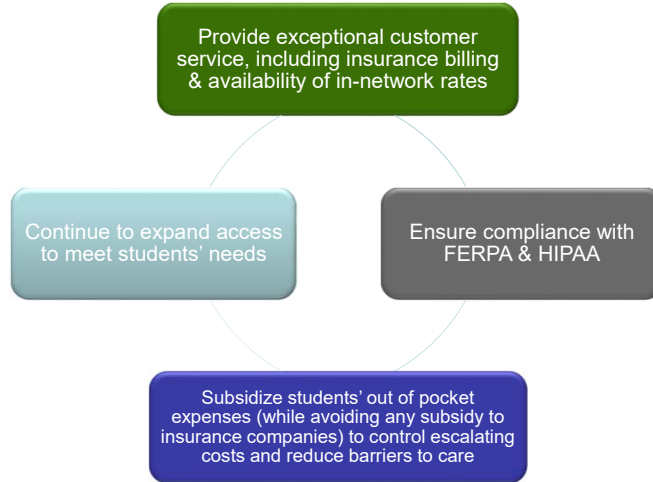 Provide exceptional customer
service, including insurance billing
& availability of in-network rates
Continue to expand access
to meet students’ needs
Ensure compliance with
FERPA & HIPAA
Subsidize students’ out of pocket
expenses (while avoiding any subsidy to
insurance companies) to control escalating
costs and reduce barriers to care